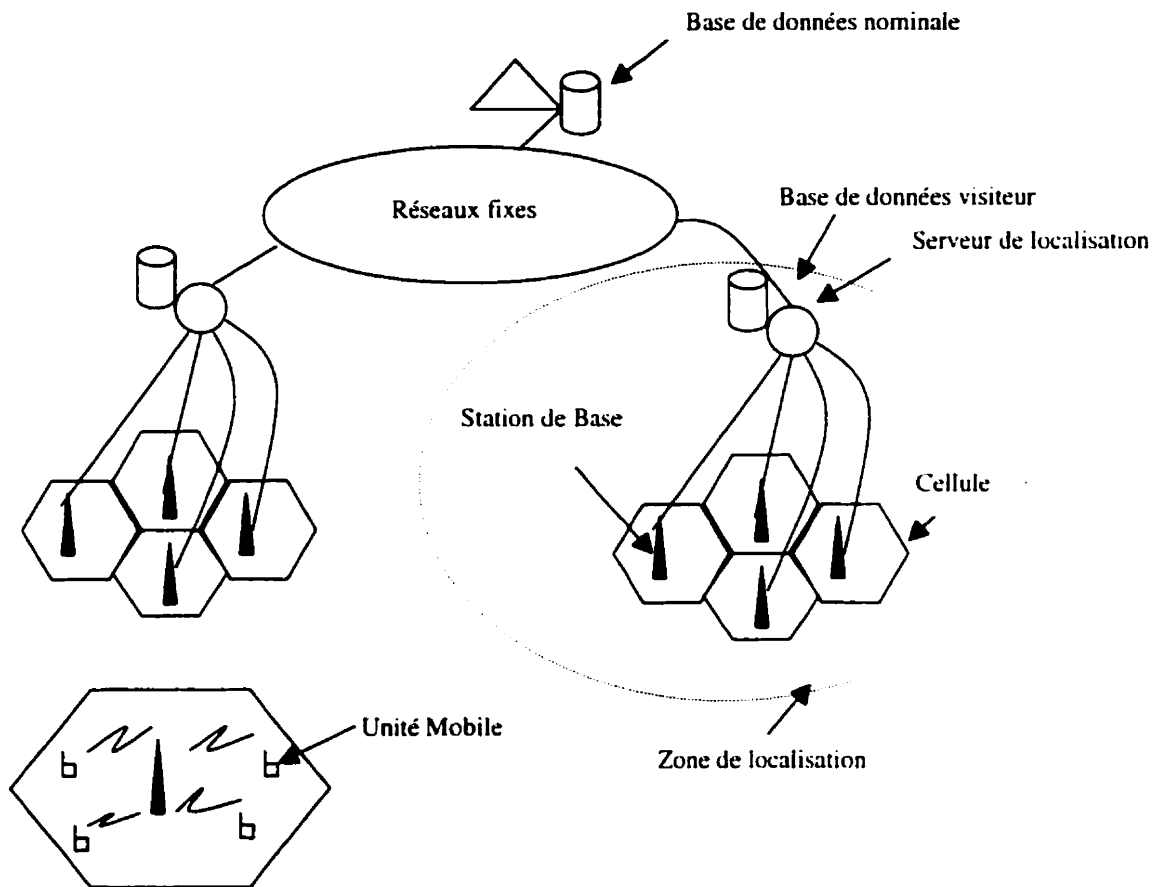 Base de données nominale
Réseaux fixes
Base de données visiteur
Serveur de localisation
Station de Base
Cellule
Unité Mobile
Zone de localisation